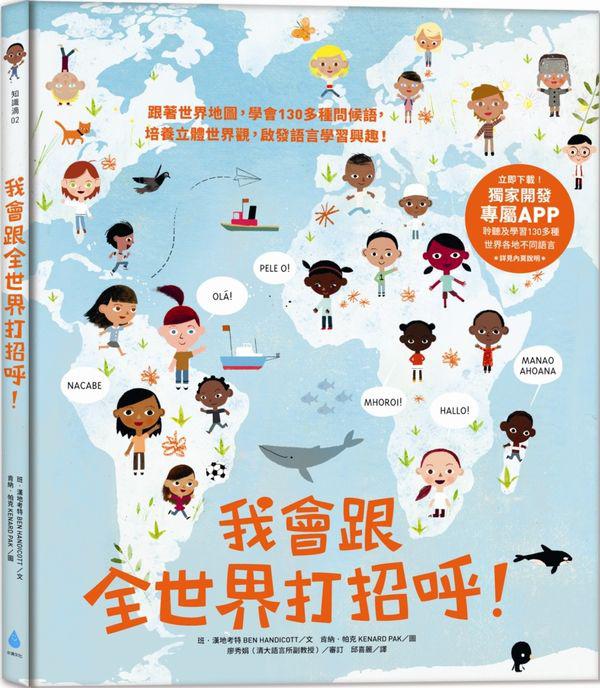 知識滴
02
我會跟全世界打招呼！
班．漢地考特 BEN HANDICOTT／文
肯納．帕克 KENARD PAK／圖
跟著世界地圖，學會130多種問候語，
培養立體世界觀，啟發語言學習興趣！
立即下載！
獨家開發
專屬APP
聆聽及學習130多種
世界各地不同語言
＊詳見內頁說明＊
PELE O!
OLÁ!
NACABE
MANAO
AHOANA
MHOROI!
HALLO!
我會跟
全世界打招呼！
班．漢地考特 BEN HANDICOTT／文 肯納．帕克 KENARD PAK／圖
廖秀娟（清大語言所副教授）／審訂 邱喜麗／譯